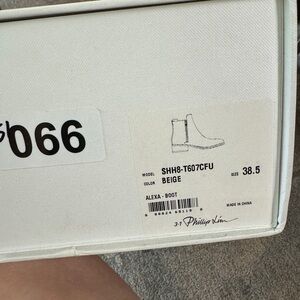 066
MODEL SHH8-T607CFU
COLOR BEIGE
SIZE 38.5
ALEXA - BOOT
MADE IN CHINA
3.1 Phillip Lim